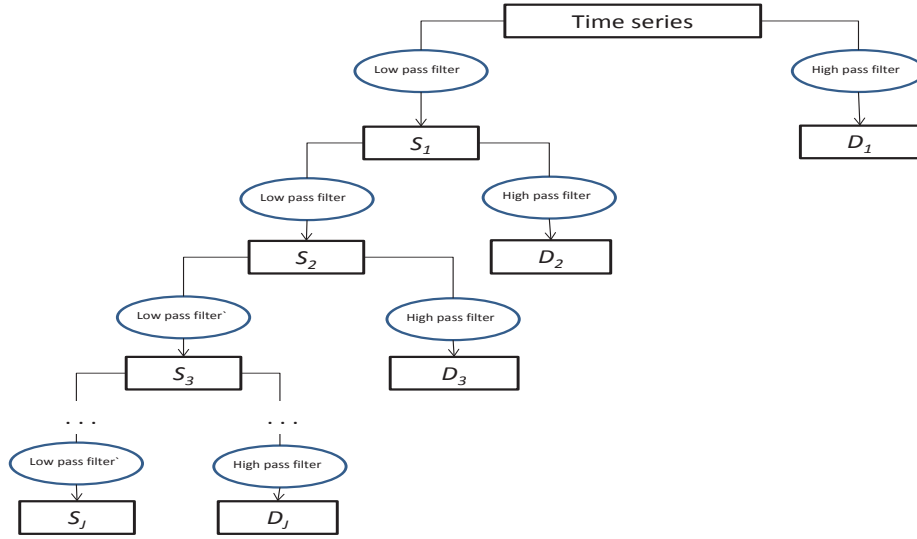 Time series
Low pass filter
High pass filter
S1
D1
Low pass filter
High pass filter
S2
D2
Low pass filter`
High pass filter
S3
D3
... ...
Low pass filter`
High pass filter
SJ
DJ